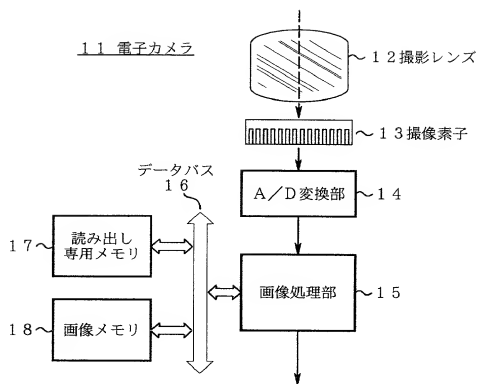 １１ 電子カメラ
１２撮影レンズ
１３撮像素子
データバス
１６
Ａ／Ｄ変換部
１４
１７
読み出し
専用メモリ
画像処理部
１５
１８
画像メモリ